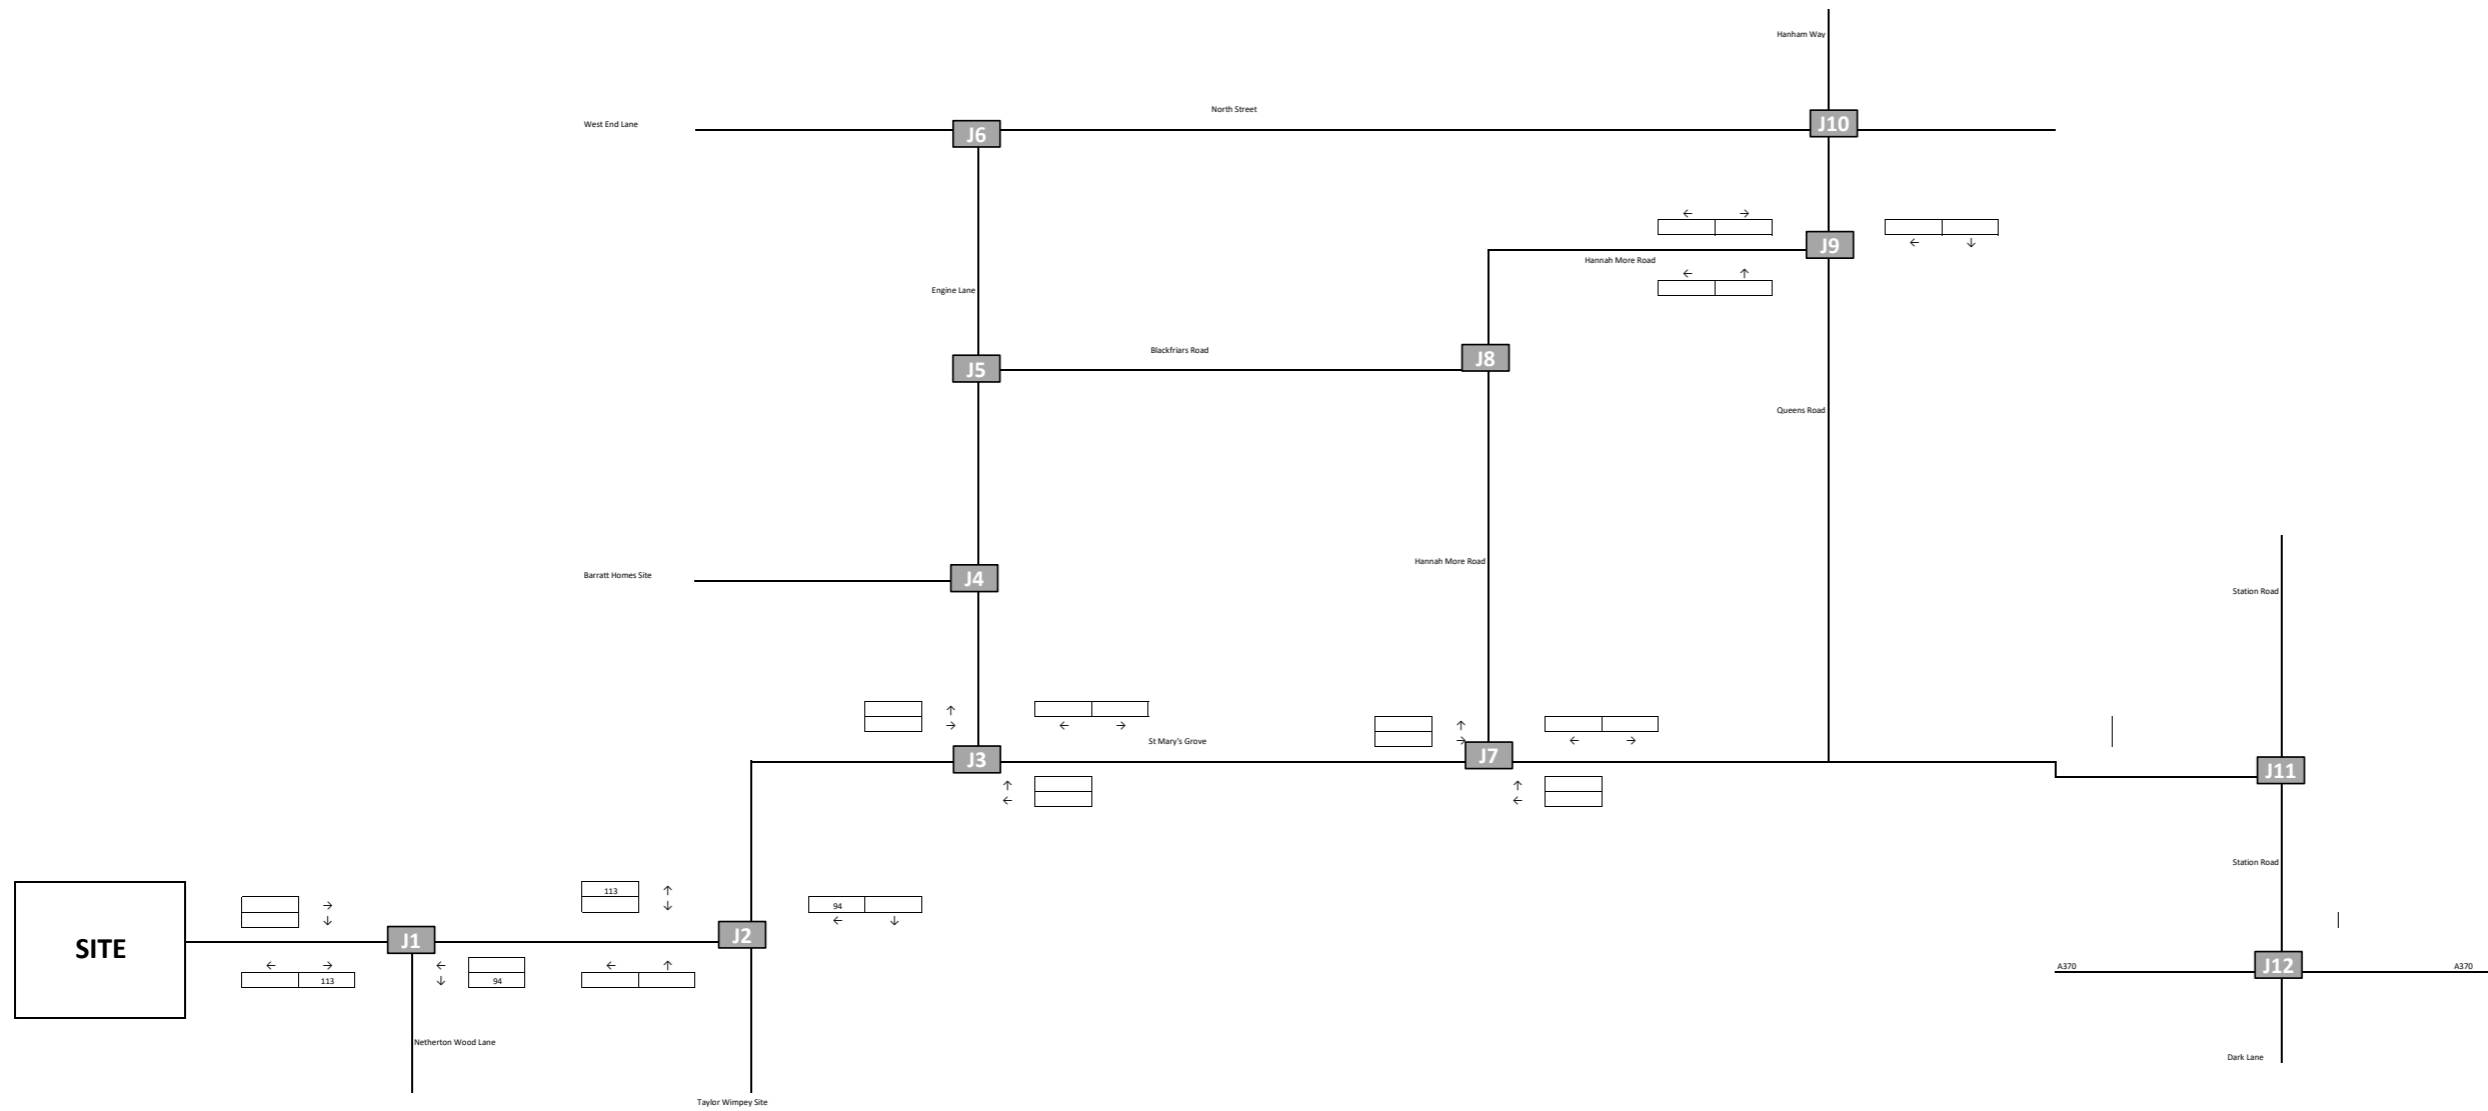 Hanham Way
North Street
West End Lane
J6
J10
← →
J9
← ↓
Hannah More Road
← ↑
Engine Lane
Blackfriars Road
J8
J5
Queens Road
Hannah More Road
Barratt Homes Site
J4
Station Road
↑
→
← →
St Mary's Grove
↑
→
← →
J3
J7
J11
↑
←
↑
←
Station Road
113 ↑
↓
→
↓
94
← ↓
SITE
J1
J2
← →
113
←
↓ 94
← ↑
A370
J12
A370
Netherton Wood Lane
Dark Lane
Taylor Wimpey Site